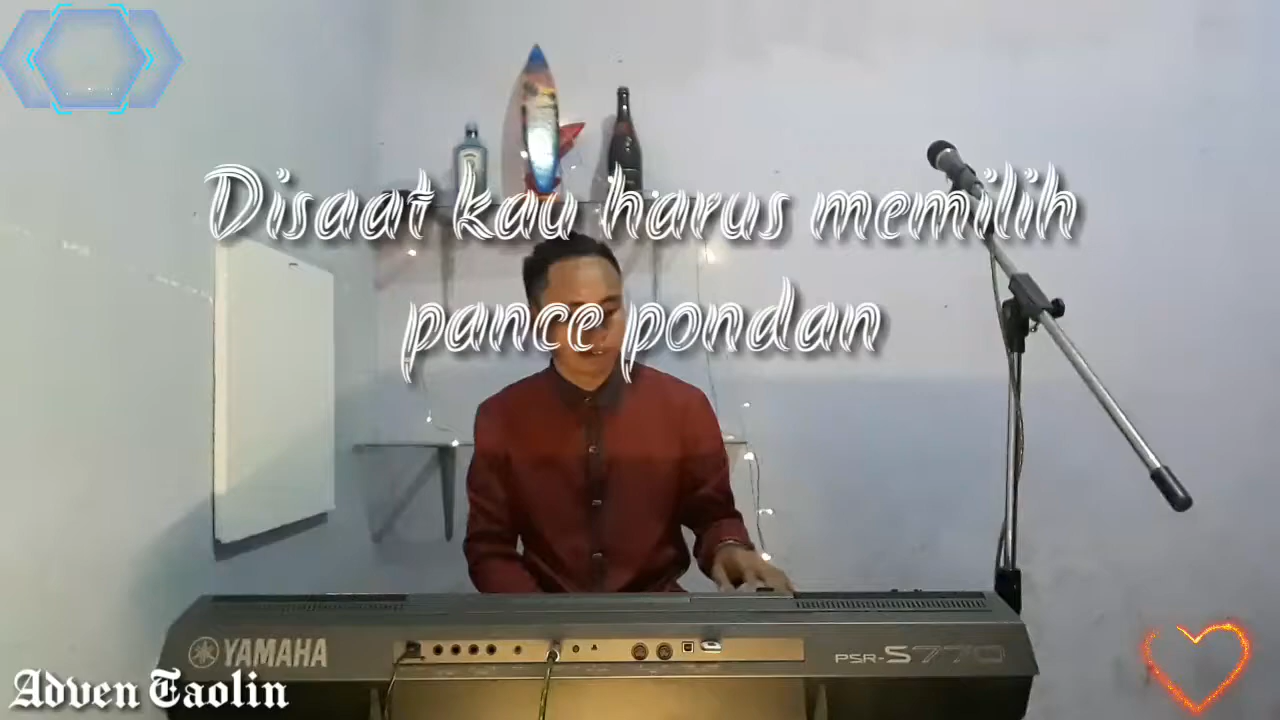 Disaat kau harus memilih
pance pondan
YAMAHA
PSR-S770
Adven Taolin